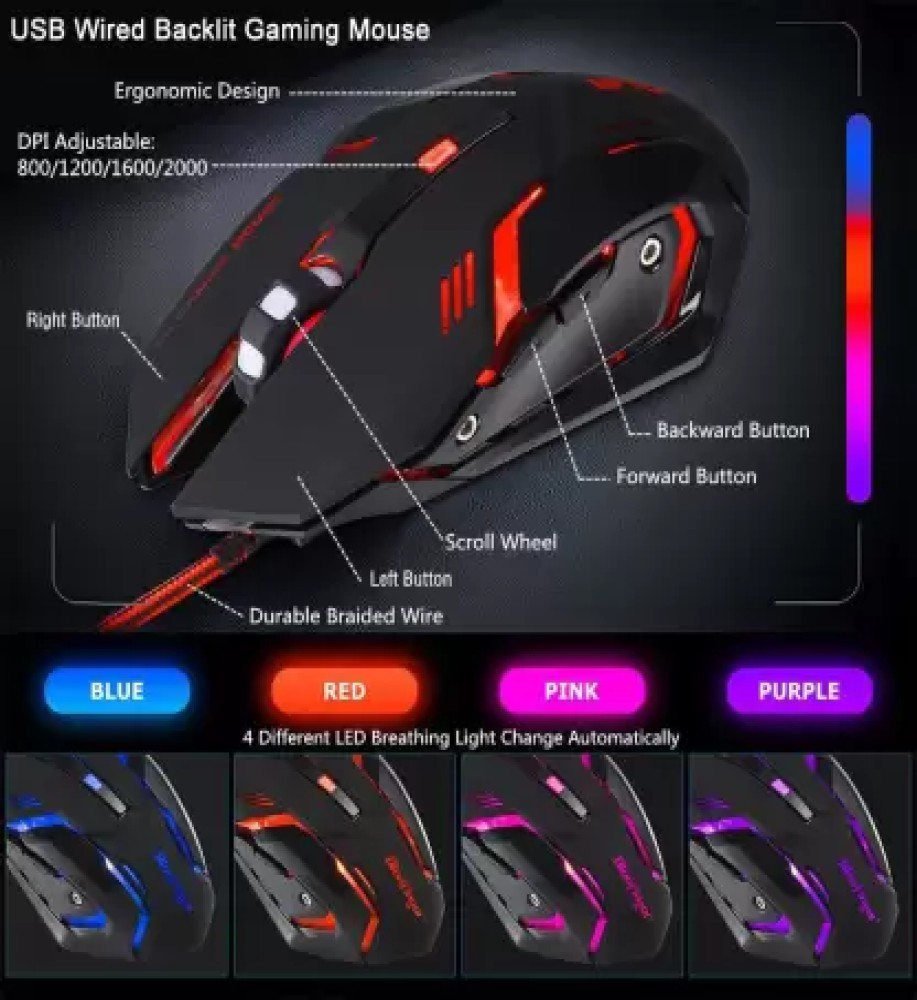 USB Wired Backlit Gaming Mouse
Ergonomic Design
DPI Adjustable:
800/1200/1600/2000
Right Button
Backward Button
Forward Button
Scroll Wheel
Left Button
Durable Braided Wire
BLUE
RED
PINK
PURPLE
4 Different LED Breathing Light Change Automatically